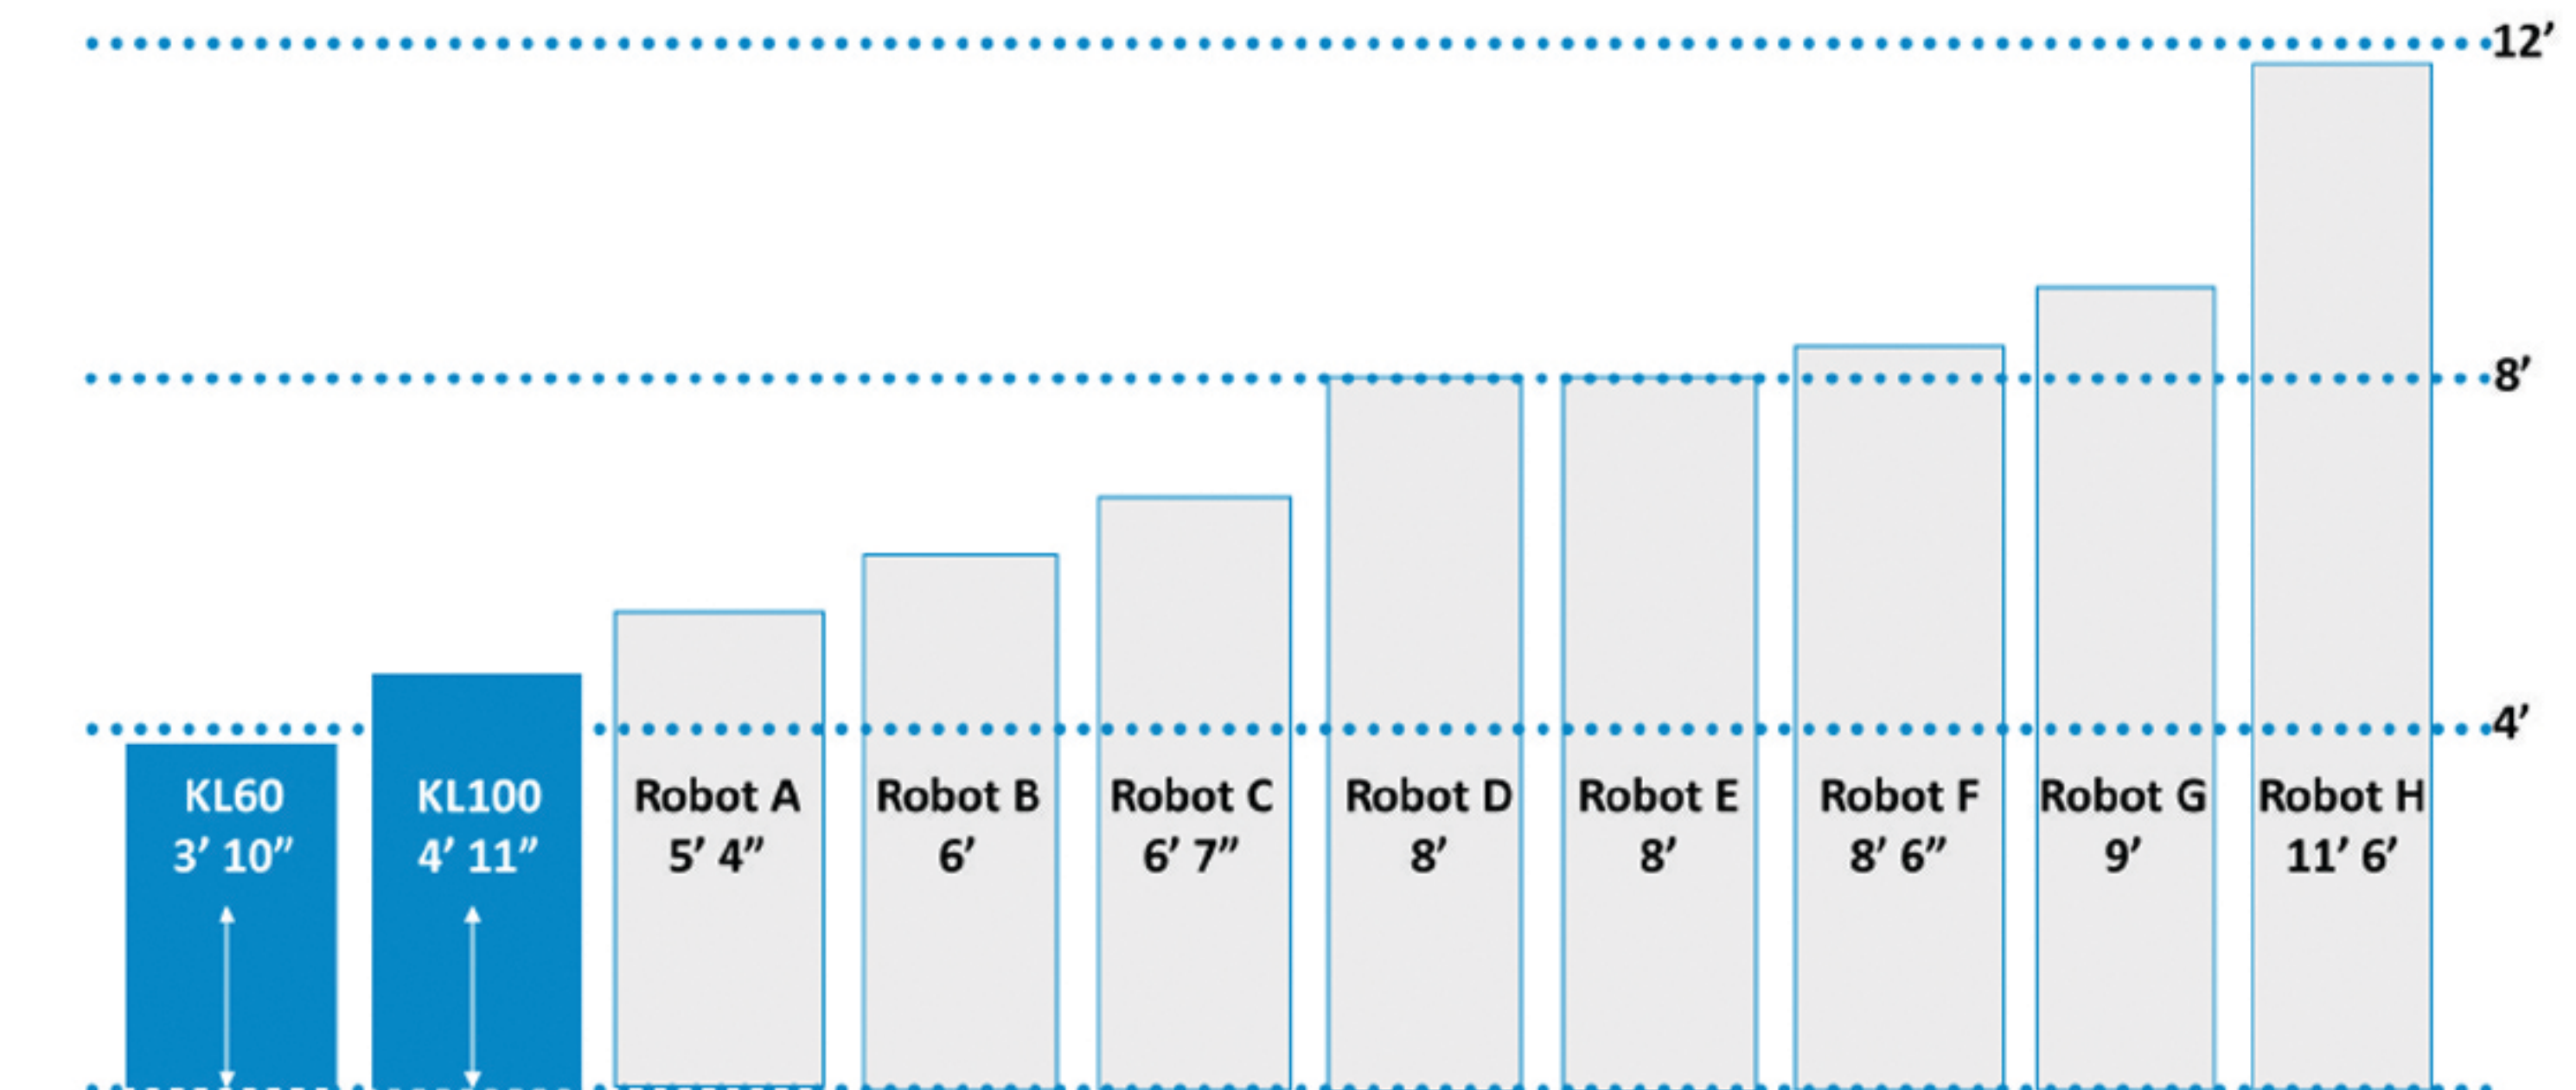 12’
8’
4’
KL60
3’ 10”
KL100
4’ 11”
Robot A
5’ 4”
Robot B
6’
Robot C
6’ 7”
Robot D
8’
Robot E
8’
Robot F
8’ 6”
Robot G
9’
Robot H
11’ 6’